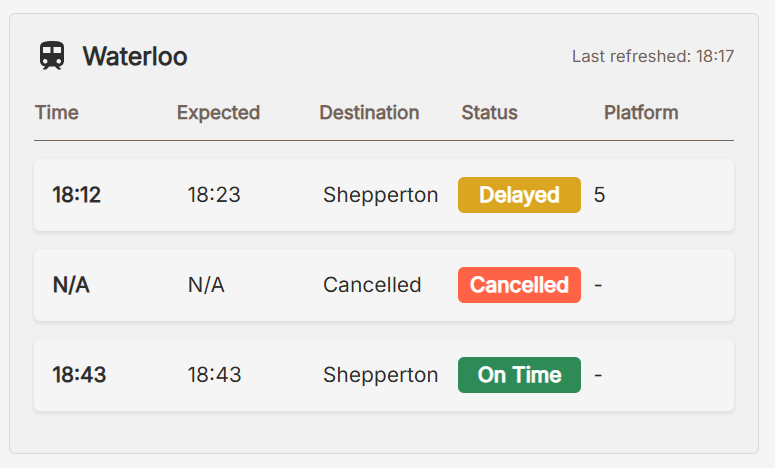 Waterloo Last refreshed: 18:17
Time Expected Destination Status Platform
18:12 18:23 Shepperton Delayed 5
N/A N/A Cancelled Cancelled -
18:43 18:43 Shepperton On Time -